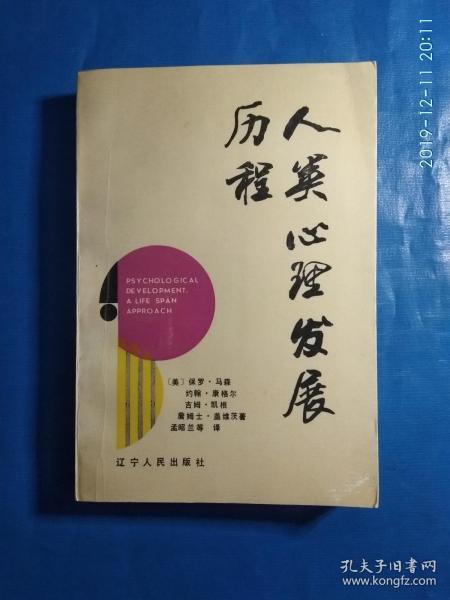 人类心理发展
历程
PSYCHOLOGICAL
DEVELOPMENT,
A LIFE SPAN
APPROACH
〔美〕保罗·马森
约翰·康格尔
吉姆·凯根
詹姆士·盖维茨著
孟昭兰等 译
辽宁人民出版社
2019-12-11 20:11
孔夫子旧书网
www.kongfz.com